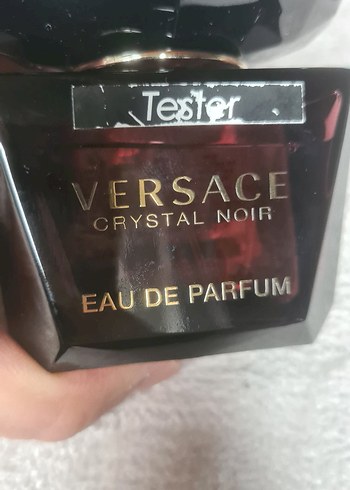 Tester
VERSACE
CRYSTAL NOIR
EAU DE PARFUM